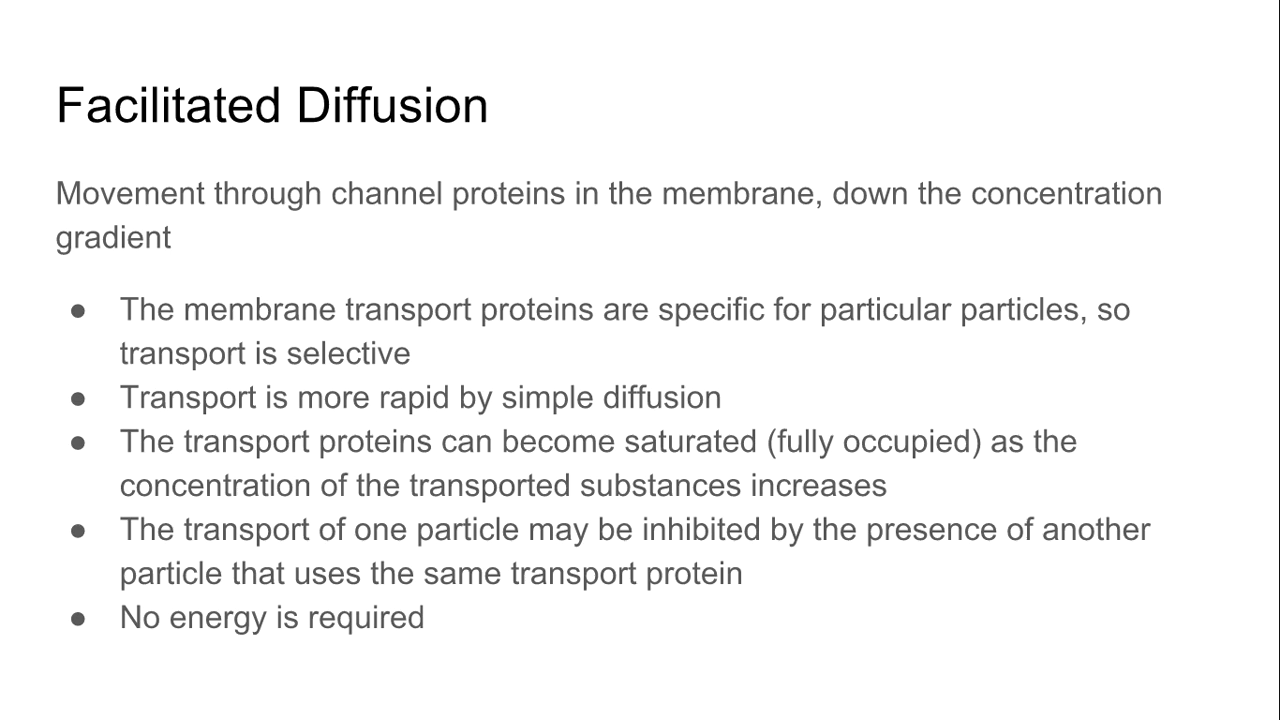 Facilitated Diffusion
Movement through channel proteins in the membrane, down the concentration
gradient
● The membrane transport proteins are specific for particular particles, so
transport is selective
● Transport is more rapid by simple diffusion
● The transport proteins can become saturated (fully occupied) as the
concentration of the transported substances increases
● The transport of one particle may be inhibited by the presence of another
particle that uses the same transport protein
● No energy is required